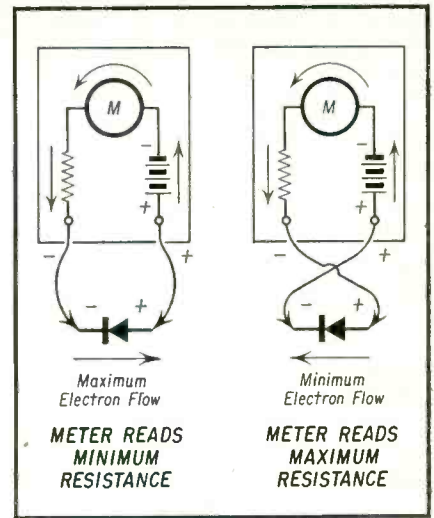 M
-
+
-
+
-
+
Maximum
Electron Flow
METER READS
MINIMUM
RESISTANCE
M
-
+
-
+
-
+
Minimum
Electron Flow
METER READS
MAXIMUM
RESISTANCE